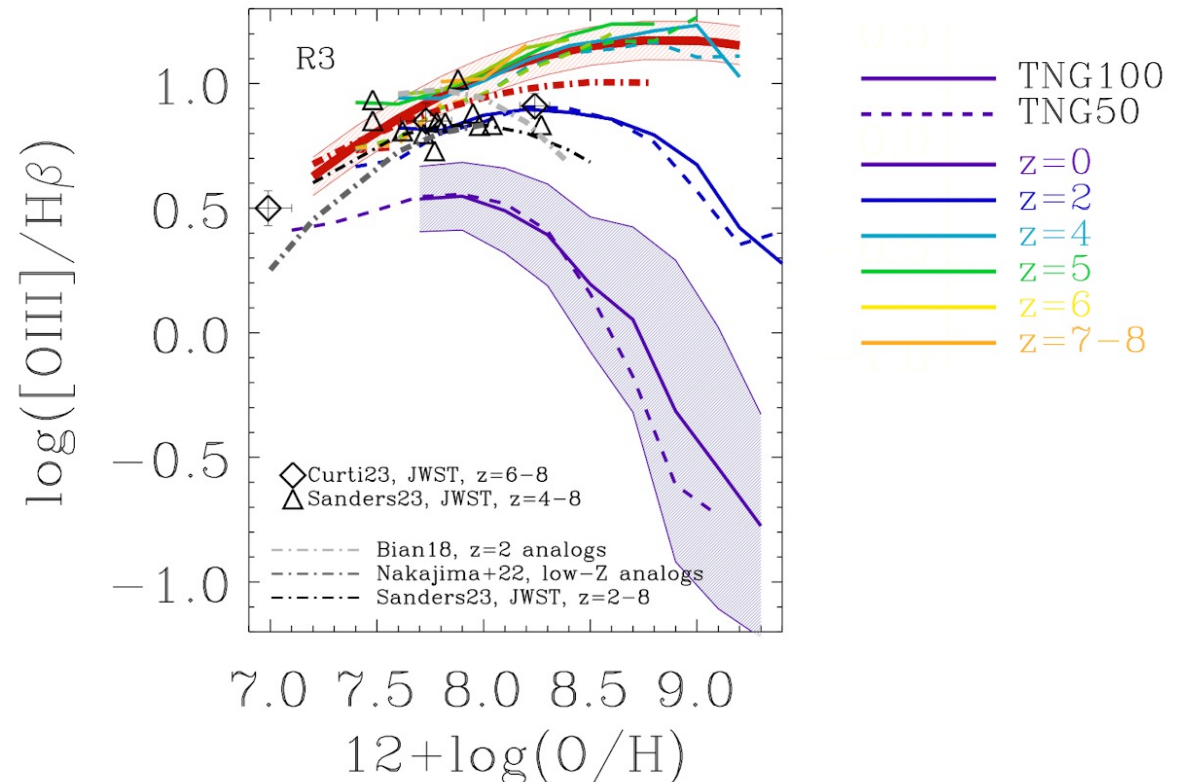 R3
log([OIII]/Hβ)
1.0
0.5
0.0
−0.5
−1.0
◇Curti23, JWST, z=6−8
△Sanders23, JWST, z=4−8
Bian18, z=2 analogs
Nakajima+22, low−Z analogs
Sanders23, JWST, z=2−8
7.0 7.5 8.0 8.5 9.0
12+log(O/H)
TNG100
TNG50
z=0
z=2
z=4
z=5
z=6
z=7−8